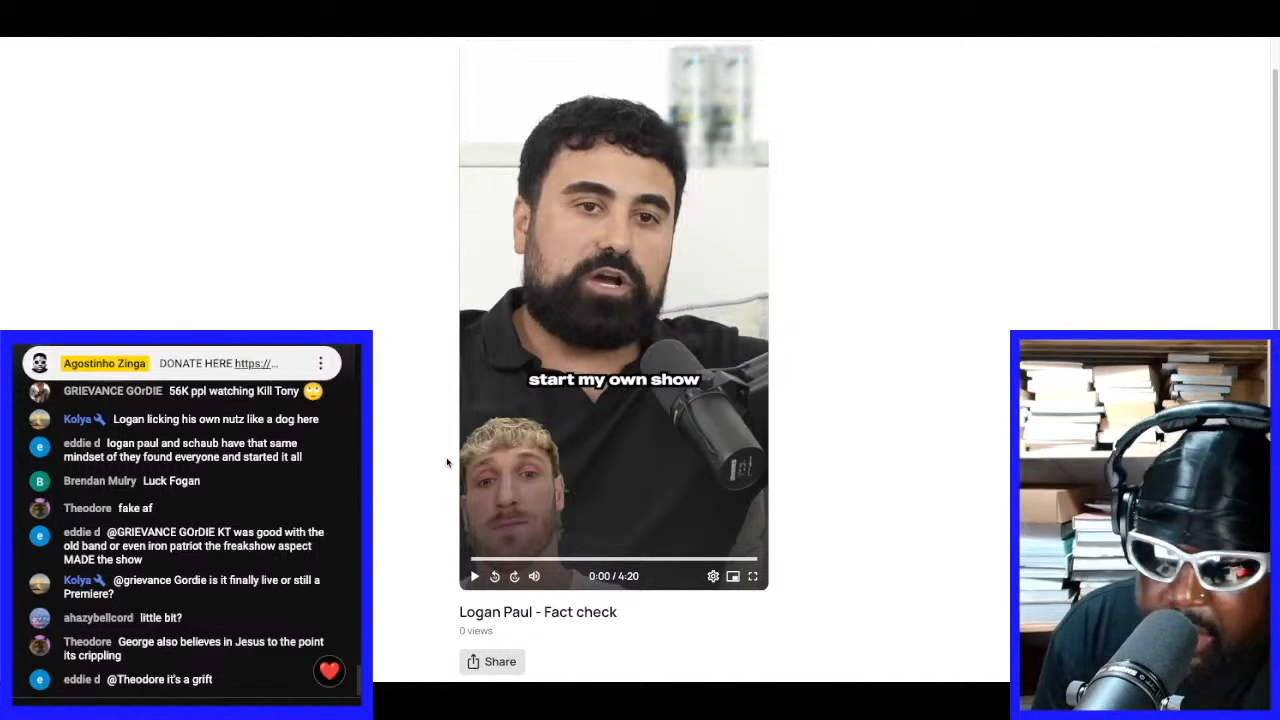 start my own show
0:00 / 4:20
Logan Paul - Fact check
0 views
Share
Agostinho Zinga DONATE HERE https://...
GRIEVANCE GOrDIE 56K ppl watching Kill Tony 🙄
Kolya Logan licking his own nutz like a dog here
eddie d logan paul and schaub have that same
mindset of they found everyone and started it all
Brendan Mulry Luck Fogan
Theodore fake af
eddie d @GRIEVANCE GOrDIE KT was good with the
old band or even iron patriot the freakshow aspect
MADE the show
Kolya @grievance Gordie is it finally live or still a
Premiere?
ahazybellcord little bit?
Theodore George also believes in Jesus to the point
its crippling
eddie d @Theodore it's a grift